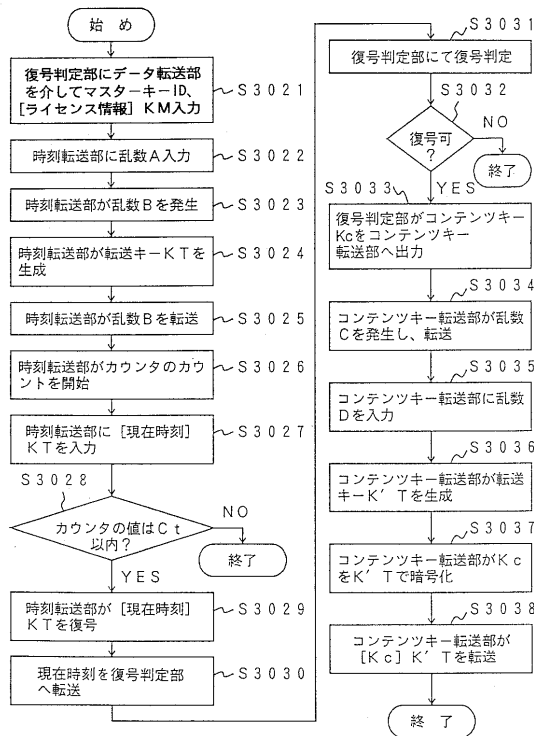 始 め
復号判定部にデータ転送部
を介してマスターキーID、
[ライセンス情報] KM入力
S3021
時刻転送部に乱数A入力
S3022
時刻転送部が乱数Bを発生
S3023
時刻転送部が転送キーKTを
生成
S3024
時刻転送部が乱数Bを転送
S3025
時刻転送部がカウンタのカウ
ントを開始
S3026
時刻転送部に [現在時刻]
KTを入力
S3027
S3028
カウンタの値はCt
以内?
NO
終了
YES
時刻転送部が [現在時刻]
KTを復号
S3029
現在時刻を復号判定部
へ転送
S3030
S3031
復号判定部にて復号判定
S3032
復号可
?
NO
終了
YES
S3033
復号判定部がコンテンツキー
Kcをコンテンツキー
転送部へ出力
S3034
コンテンツキー転送部が乱数
Cを発生し、転送
S3035
コンテンツキー転送部に乱数
Dを入力
S3036
コンテンツキー転送部が転送
キーK′Tを生成
S3037
コンテンツキー転送部がKc
をK′Tで暗号化
S3038
コンテンツキー転送部が
[Kc] K′Tを転送
終 了